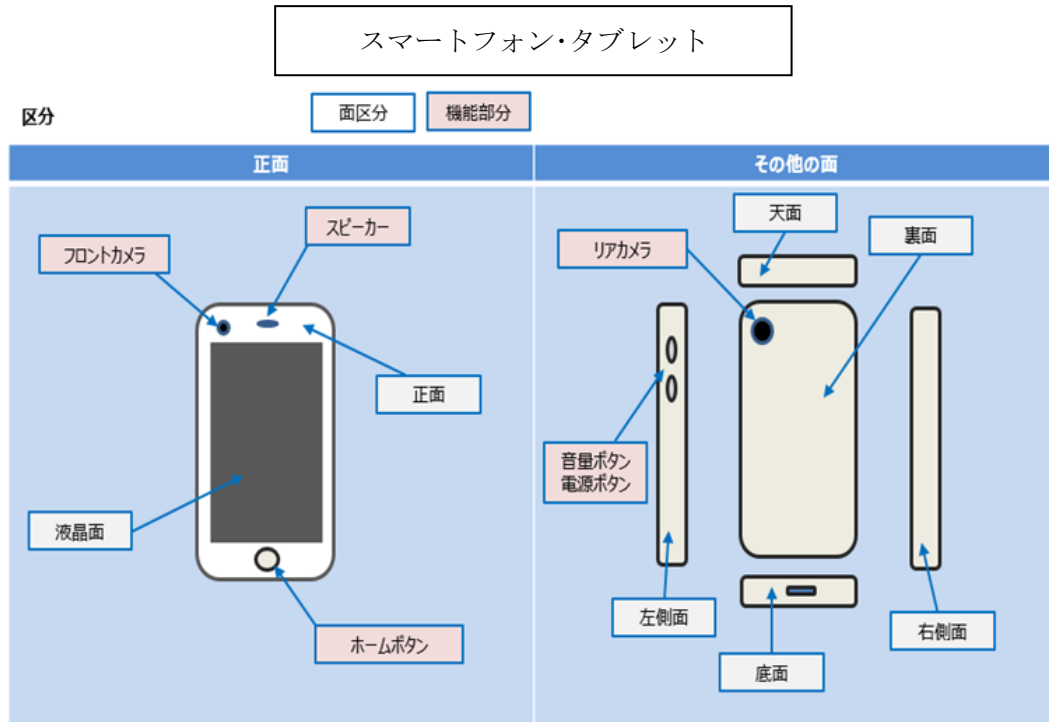 スマートフォン・タブレット
区分
面区分
機能部分
正面
その他の面
スピーカー
フロントカメラ
正面
液晶面
ホームボタン
天面
裏面
リアカメラ
音量ボタン
電源ボタン
左側面
右側面
底面